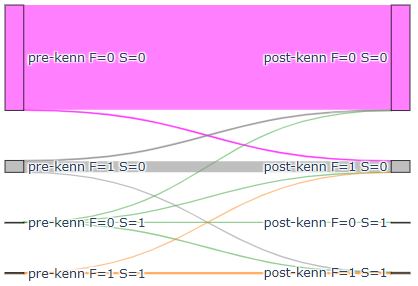 pre-kenn F=0 S=0 post-kenn F=0 S=0
pre-kenn F=1 S=0 post-kenn F=1 S=0
pre-kenn F=0 S=1 post-kenn F=0 S=1
pre-kenn F=1 S=1 post-kenn F=1 S=1